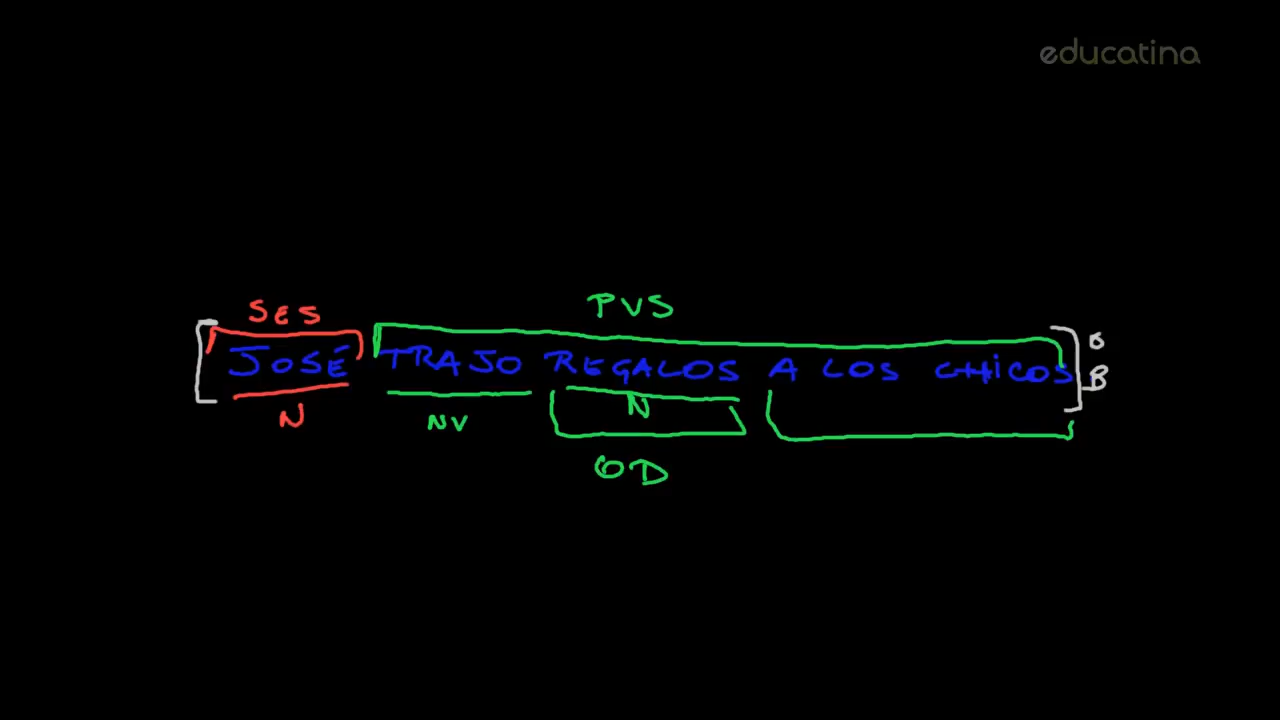 educatina
SES PVS
JOSÉ TRAJO REGALOS A LOS CHICOS O
B
N NV N
OD